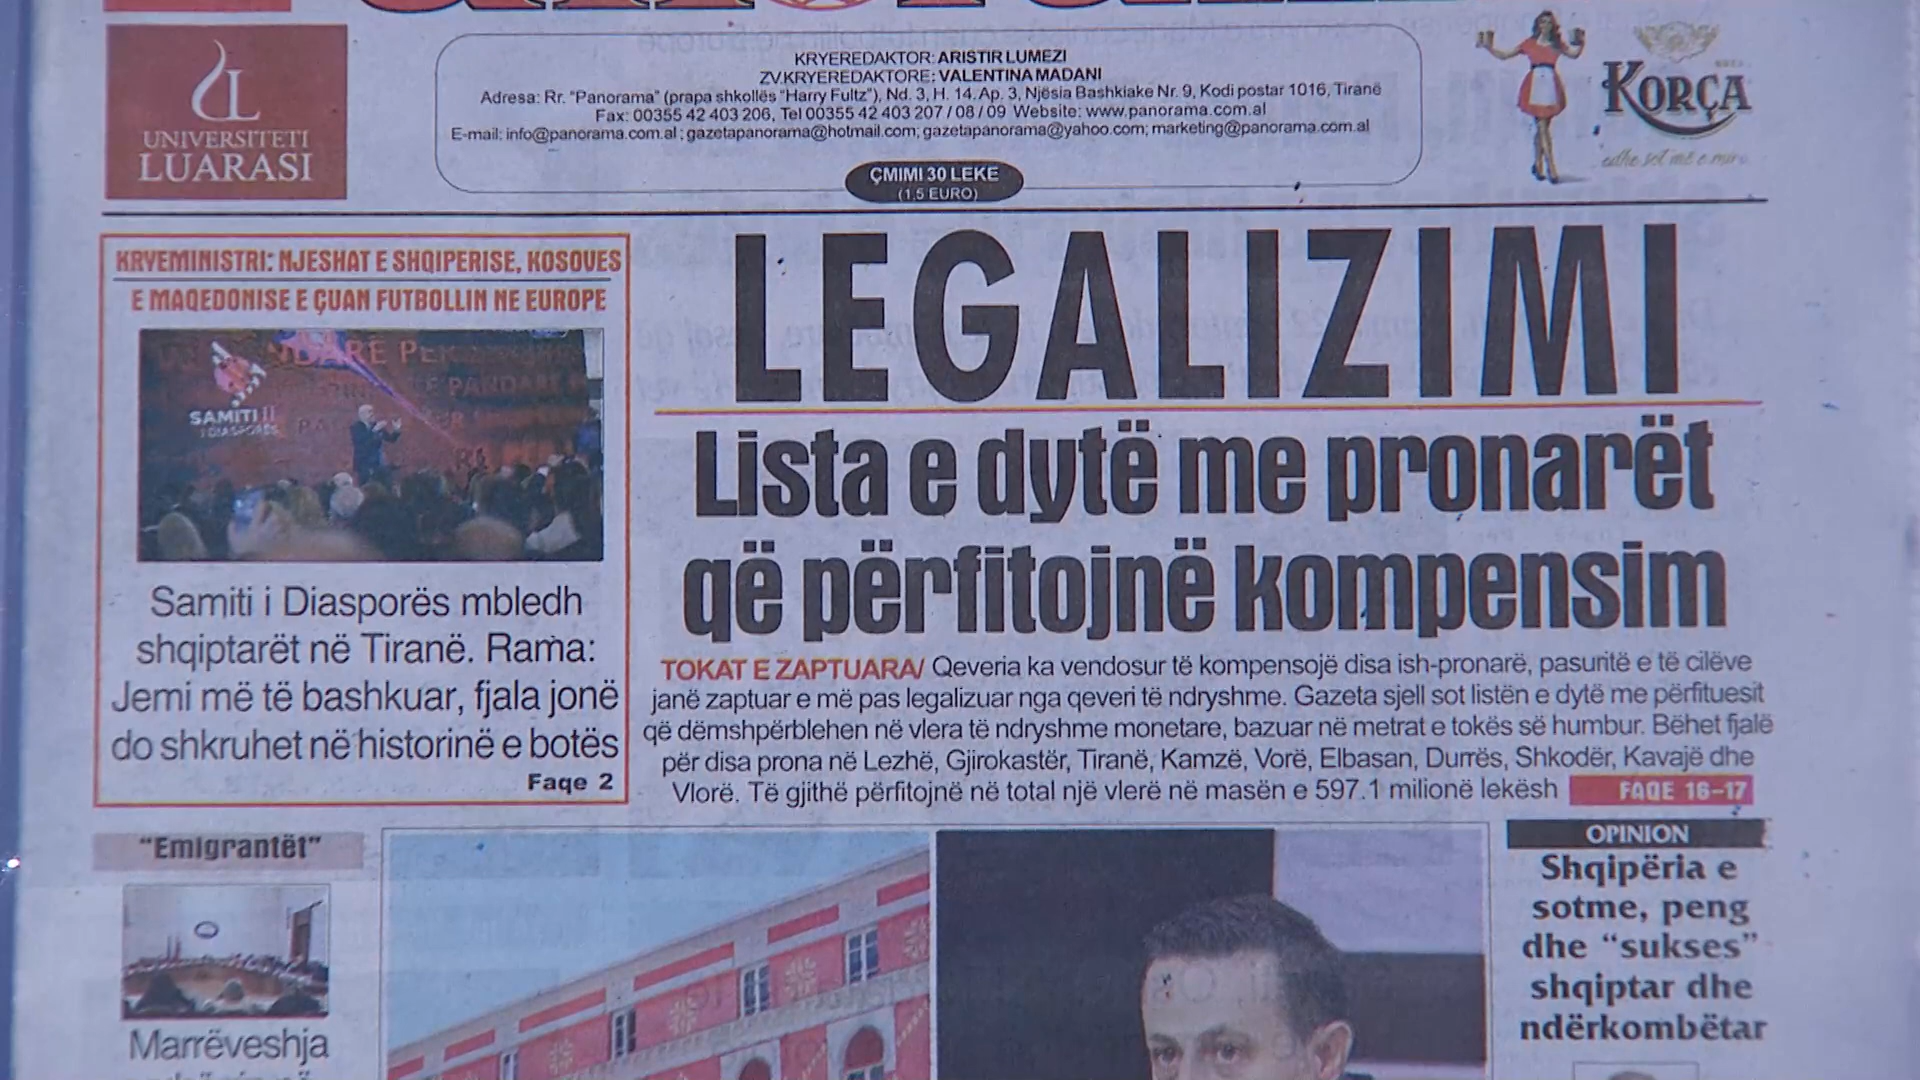 UNIVERSITETI
LUARASI
KRYEREDAKTOR: ARISTIR LUMEZI
ZV.KRYEREDAKTORE: VALENTINA MADANI
Adresa: Rr. "Panorama" (prapa shkollës "Harry Fultz"), Nd. 3, H. 14, Ap. 3, Njësia Bashkiake Nr. 9, Kodi postar 1016, Tiranë
Fax: 00355 42 403 206, Tel 00355 42 403 207 / 08 / 09 Website: www.panorama.com.al
E-mail: info@panorama.com.al ; gazetapanorama@hotmail.com; gazetapanorama@yahoo.com; marketing@panorama.com.al
ÇMIMI 30 LEKE
(1,5 EURO)
KORÇA
edhe sot më e mira
KRYEMINISTRI: NJESHAT E SHQIPERISE, KOSOVES
E MAQEDONISE E ÇUAN FUTBOLLIN NE EUROPE
SAMITI II
I DIASPORËS
Samiti i Diasporës mbledh
shqiptarët në Tiranë. Rama:
Jemi më të bashkuar, fjala jonë
do shkruhet në historinë e botës
Faqe 2
LEGALIZIMI
Lista e dytë me pronarët
që përfitojnë kompensim
TOKAT E ZAPTUARA/ Qeveria ka vendosur të kompensojë disa ish-pronarë, pasuritë e të cilëve
janë zaptuar e më pas legalizuar nga qeveri të ndryshme. Gazeta sjell sot listën e dytë me përfituesit
që dëmshpërblehen në vlera të ndryshme monetare, bazuar në metrat e tokës së humbur. Bëhet fjalë
për disa prona në Lezhë, Gjirokastër, Tiranë, Kamzë, Vorë, Elbasan, Durrës, Shkodër, Kavajë dhe
Vlorë. Të gjithë përfitojnë në total një vlerë në masën e 597.1 milionë lekësh FAQE 16-17
"Emigrantët"
Marrëveshja
OPINION
Shqipëria e
sotme, peng
dhe "sukses"
shqiptar dhe
ndërkombëtar